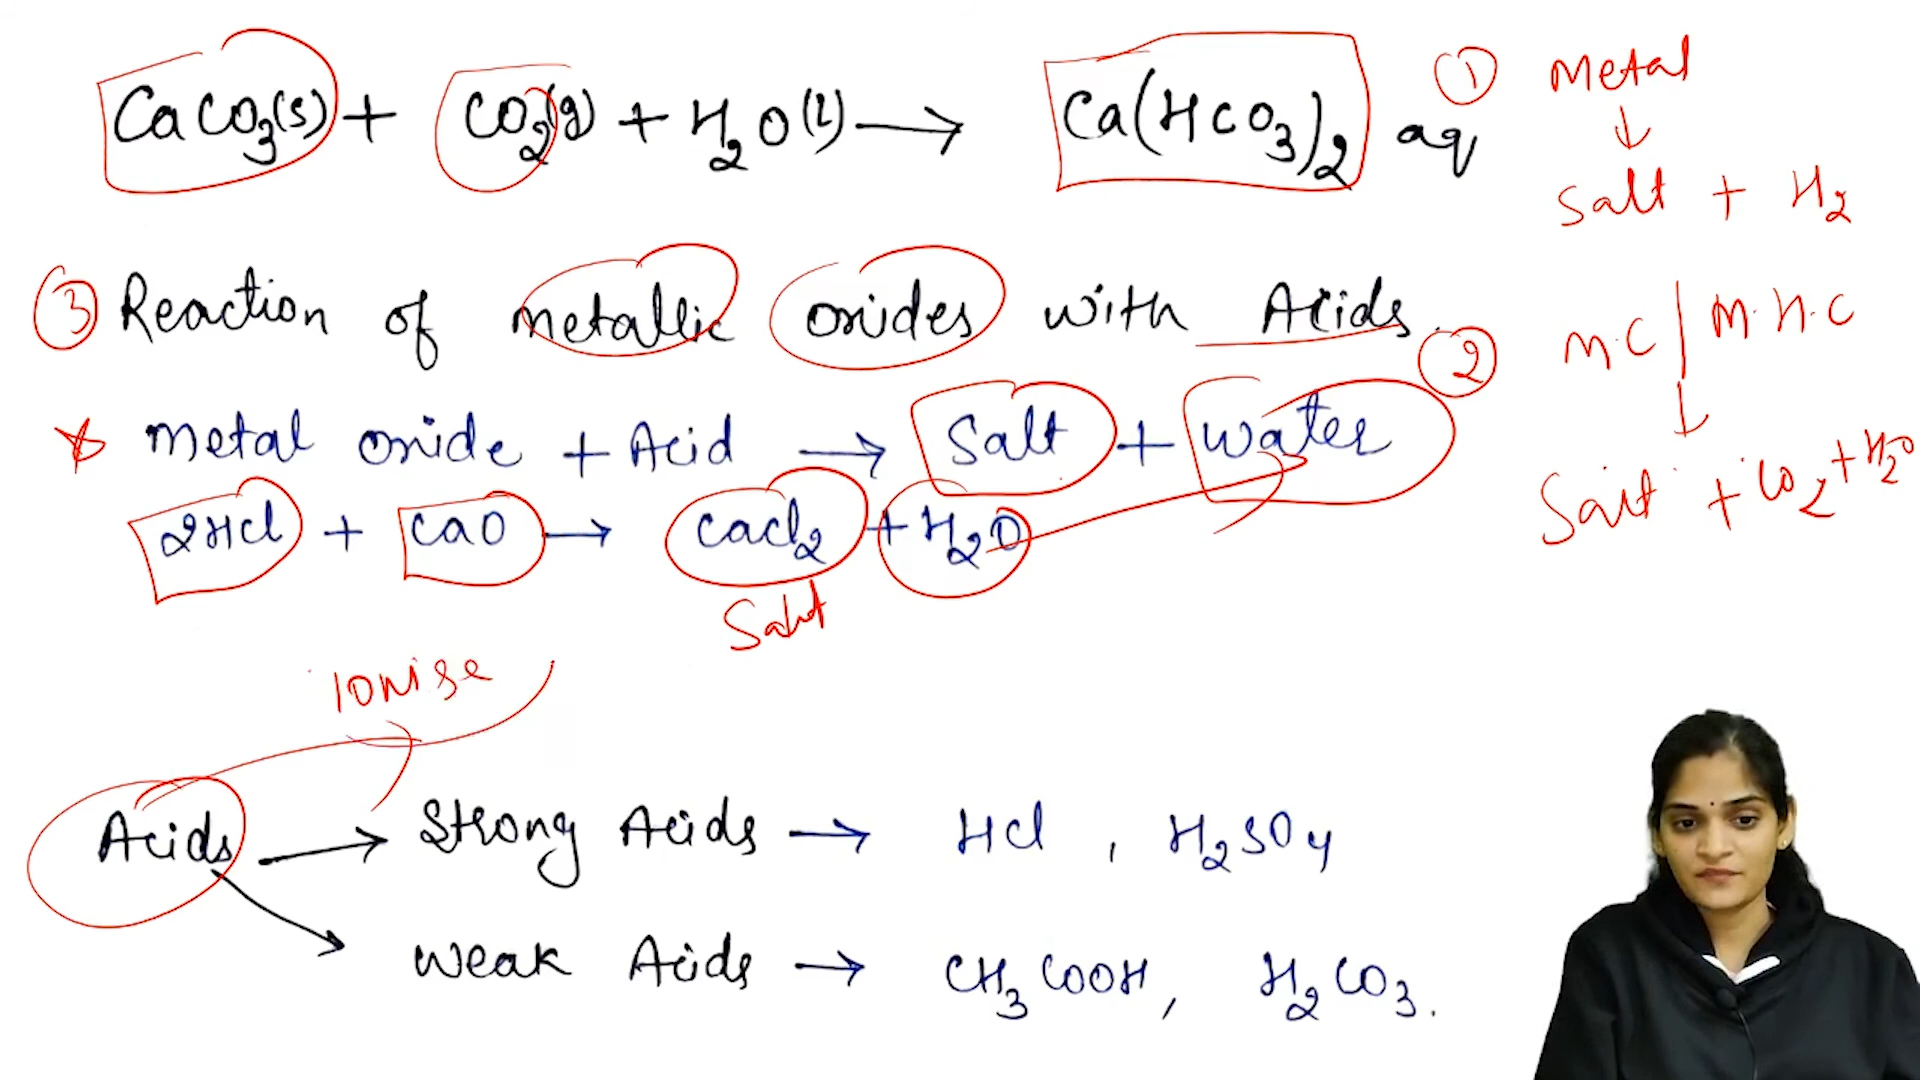 CaCO3(s) + CO2(g) + H2O(l) → Ca(HCO3)2 aq
③ Reaction of metallic oxides with Acids.
* Metal oxide + Acid → Salt + Water
2HCl + CaO → CaCl2 + H2O
Salt
Ionise
Acids → Strong Acids → HCl , H2SO4
→ Weak Acids → CH3COOH, H2CO3.
① Metal
↓
Salt + H2
② M.C | M.H.C
↓
Salt + CO2 + H2O